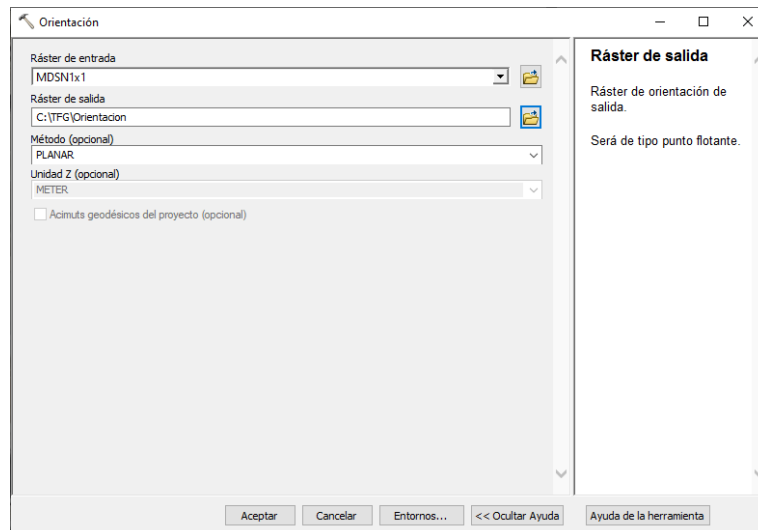 Orientación
Ráster de entrada
MDSN1x1
Ráster de salida
C:\TFG\Orientacion
Método (opcional)
PLANAR
Unidad Z (opcional)
METER
Acimuts geodésicos del proyecto (opcional)
Ráster de salida
Ráster de orientación de
salida.
Será de tipo punto flotante.
Aceptar
Cancelar
Entornos...
<< Ocultar Ayuda
Ayuda de la herramienta